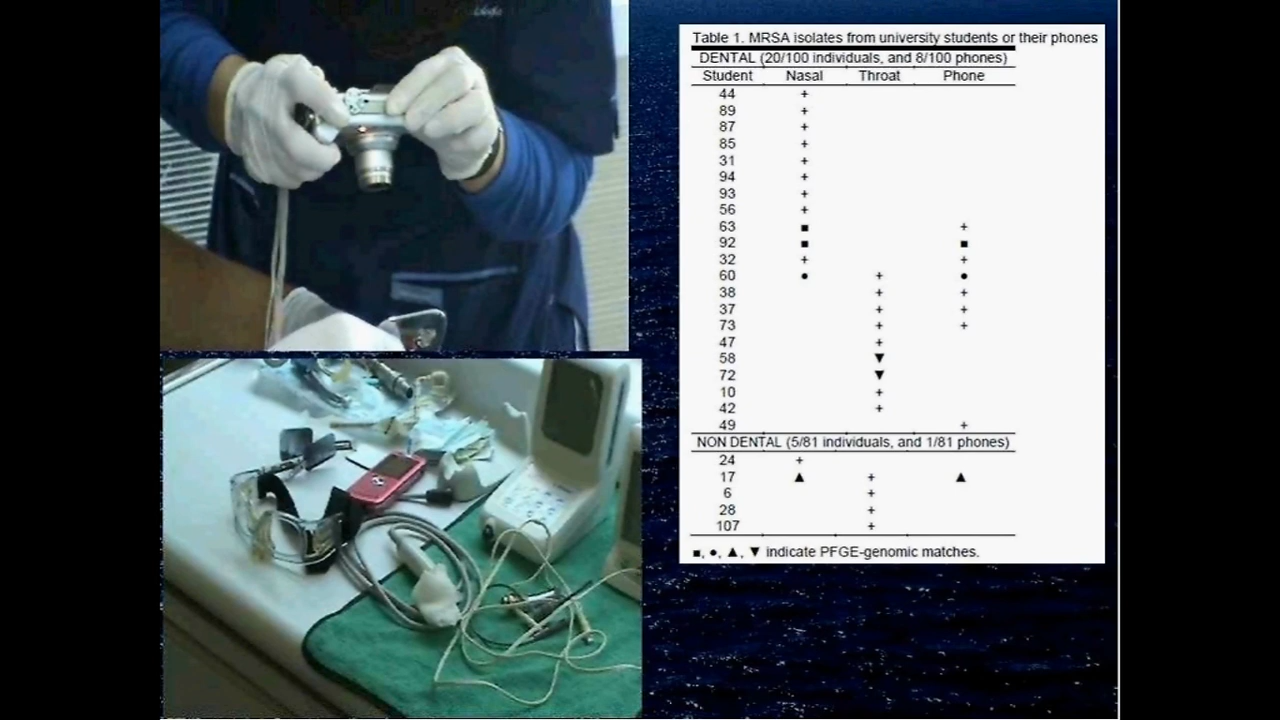 Table 1. MRSA isolates from university students or their phones
DENTAL (20/100 individuals, and 8/100 phones)
Student Nasal Throat Phone
44 +
89 +
87 +
85 +
31 +
94 +
93 +
56 +
63 ■ +
92 ■ ■
32 + +
60 ● + ●
38 + +
37 + +
73 + +
47 +
58 ▼
72 ▼
10 +
42 +
49 +
NON DENTAL (5/81 individuals, and 1/81 phones)
24 +
17 ▲ + ▲
6 +
28 +
107 +
■, ●, ▲, ▼ indicate PFGE-genomic matches.